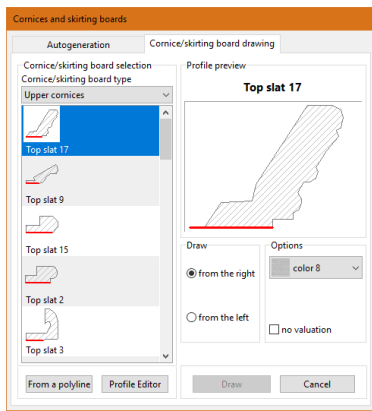 Cornices and skirting boards
Autogeneration
Cornice/skirting board drawing
Cornice/skirting board selection
Cornice/skirting board type
Upper cornices
Top slat 17
Top slat 9
Top slat 15
Top slat 2
Top slat 3
From a polyline
Profile Editor
Profile preview
Top slat 17
Draw
from the right
from the left
Options
color 8
no valuation
Draw
Cancel